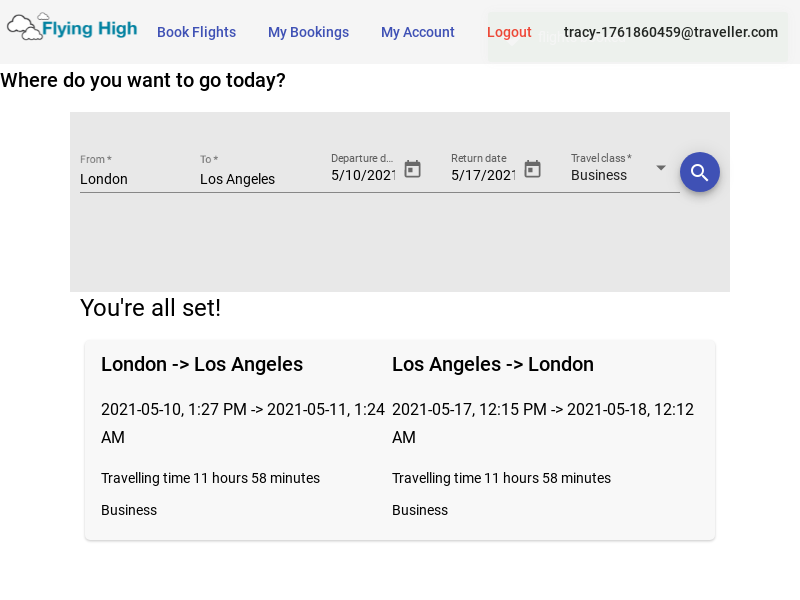 Flying High
Book Flights
My Bookings
My Account
Logout
tracy-1761860459@traveller.com
Where do you want to go today?
From *
London
To *
Los Angeles
Departure d...
5/10/2021
Return date
5/17/2021
Travel class *
Business
You're all set!
London -> Los Angeles
2021-05-10, 1:27 PM -> 2021-05-11, 1:24
AM
Travelling time 11 hours 58 minutes
Business
Los Angeles -> London
2021-05-17, 12:15 PM -> 2021-05-18, 12:12
AM
Travelling time 11 hours 58 minutes
Business